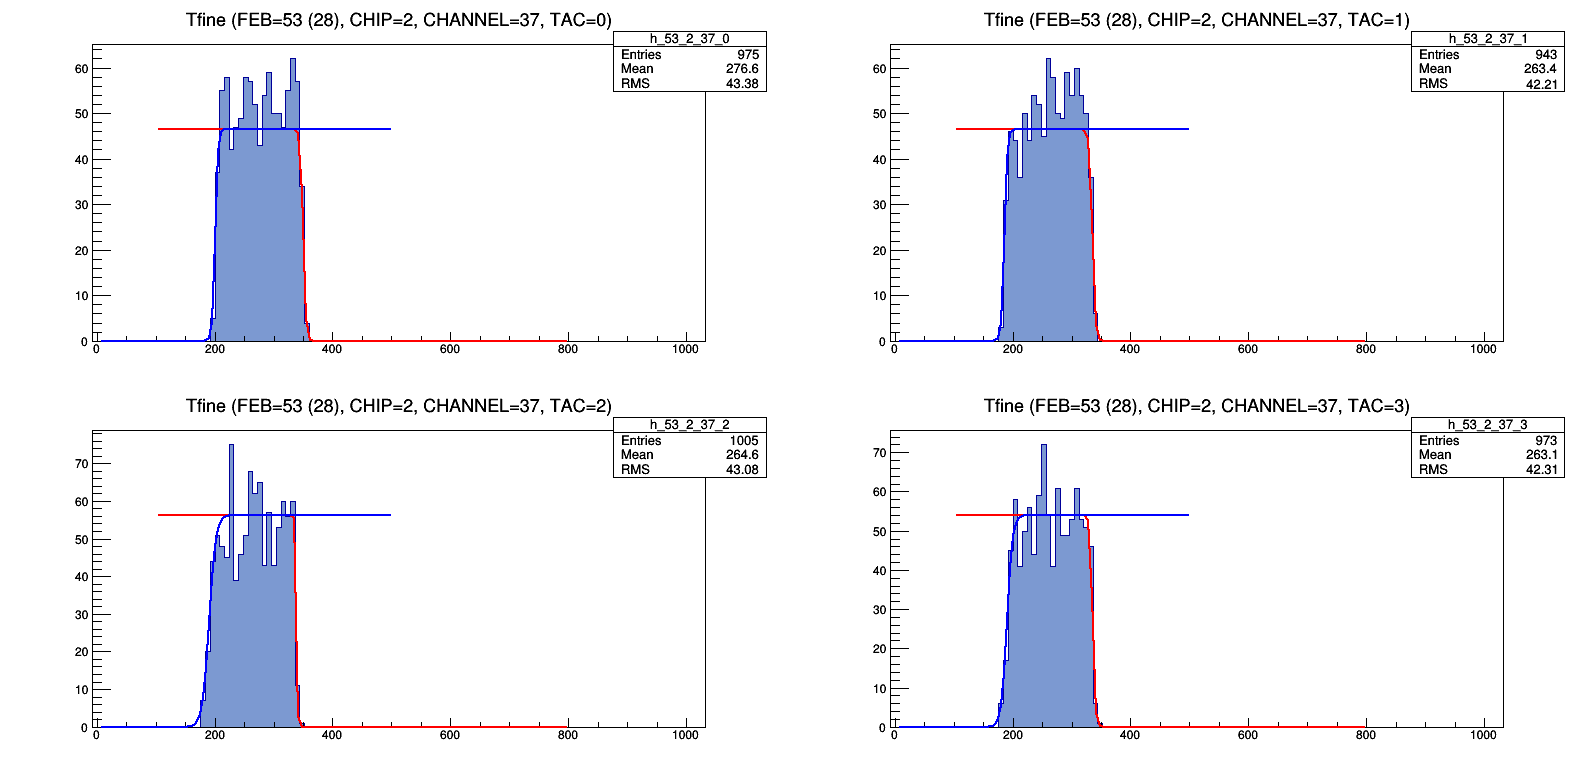 Tfine (FEB=53 (28), CHIP=2, CHANNEL=37, TAC=0)
h_53_2_37_0
Entries 975
Mean 276.6
RMS 43.38
60
50
40
30
20
10
0
0 200 400 600 800 1000
Tfine (FEB=53 (28), CHIP=2, CHANNEL=37, TAC=1)
h_53_2_37_1
Entries 943
Mean 263.4
RMS 42.21
60
50
40
30
20
10
0
0 200 400 600 800 1000
Tfine (FEB=53 (28), CHIP=2, CHANNEL=37, TAC=2)
h_53_2_37_2
Entries 1005
Mean 264.6
RMS 43.08
70
60
50
40
30
20
10
0
0 200 400 600 800 1000
Tfine (FEB=53 (28), CHIP=2, CHANNEL=37, TAC=3)
h_53_2_37_3
Entries 973
Mean 263.1
RMS 42.31
70
60
50
40
30
20
10
0
0 200 400 600 800 1000